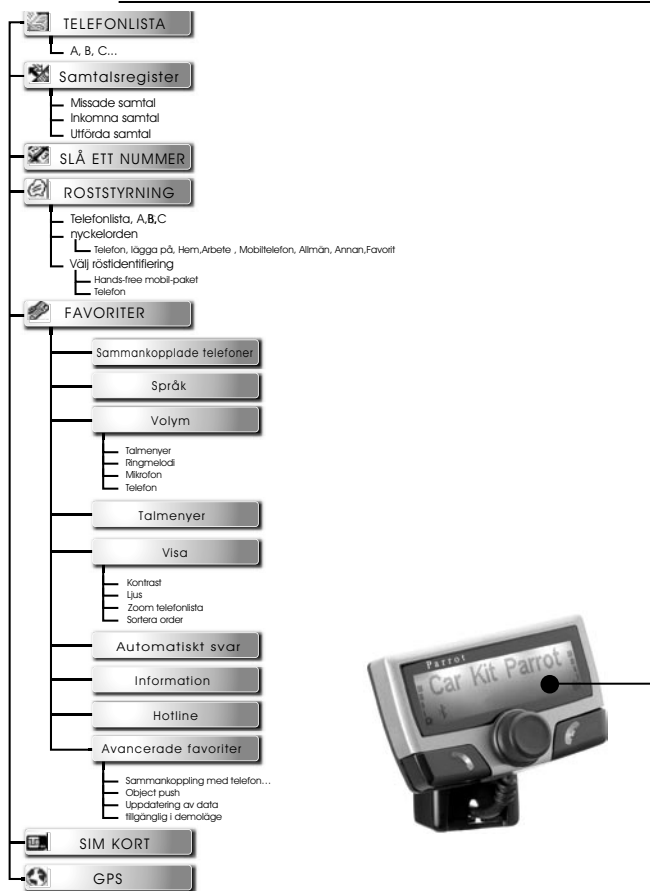 TELEFONLISTA
A, B, C...
Samtalsregister
Missade samtal
Inkomna samtal
Utförda samtal
SLÅ ETT NUMMER
ROSTSTYRNING
Telefonlista, A,B,C
nyckelorden
Telefon, lägga på, Hem,Arbete , Mobiltelefon, Allmän, Annan,Favorit
Välj röstidentifiering
Hands-free mobil-paket
Telefon
FAVORITER
Sammankopplade telefoner
Språk
Volym
Talmenyer
Ringmelodi
Mikrofon
Telefon
Talmenyer
Visa
Kontrast
Ljus
Zoom telefonlista
Sortera order
Automatiskt svar
Information
Hotline
Avancerade favoriter
Sammankoppling med telefon...
Object push
Uppdatering av data
tillgänglig i demoläge
SIM KORT
GPS
Parrot
Car Kit Parrot